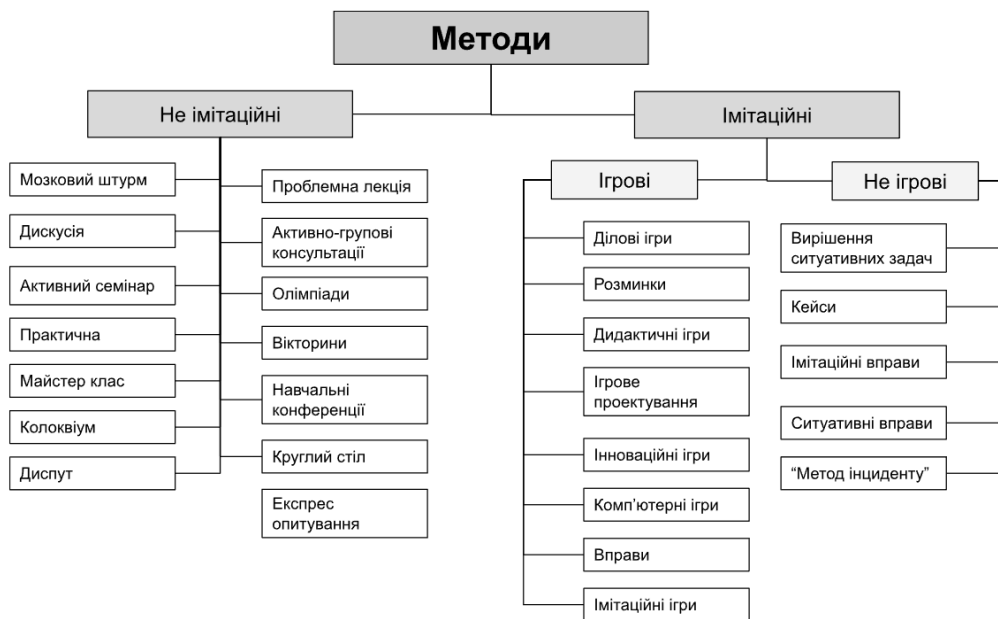 Методи
Не імітаційні
Імітаційні
Мозковий штурм
Дискусія
Активний семінар
Практична
Майстер клас
Колоквіум
Диспут
Проблемна лекція
Активно-групові
консультації
Олімпіади
Вікторини
Навчальні
конференції
Круглий стіл
Експрес
опитування
Ігрові
Не ігрові
Ділові ігри
Розминки
Дидактичні ігри
Ігрове
проектування
Інноваційні ігри
Комп’ютерні ігри
Вправи
Імітаційні ігри
Вирішення
ситуативних задач
Кейси
Імітаційні вправи
Ситуативні вправи
“Метод інциденту”